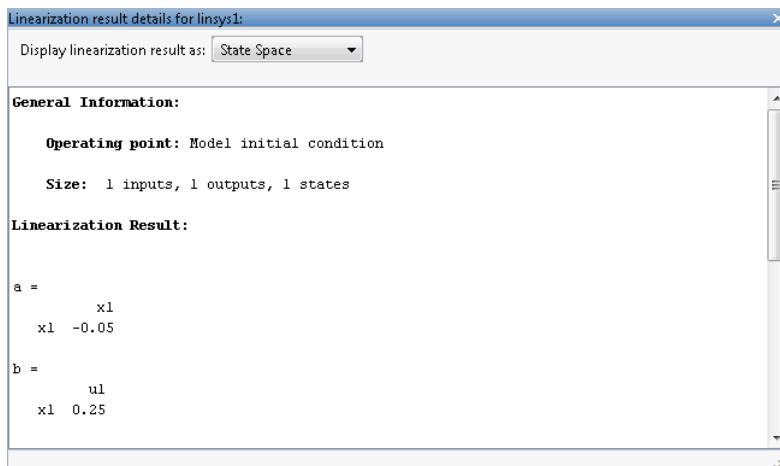 Linearization result details for linsys1:
Display linearization result as: State Space
General Information:
Operating point: Model initial condition
Size: 1 inputs, 1 outputs, 1 states
Linearization Result:
a =
x1
x1 -0.05
b =
u1
x1 0.25